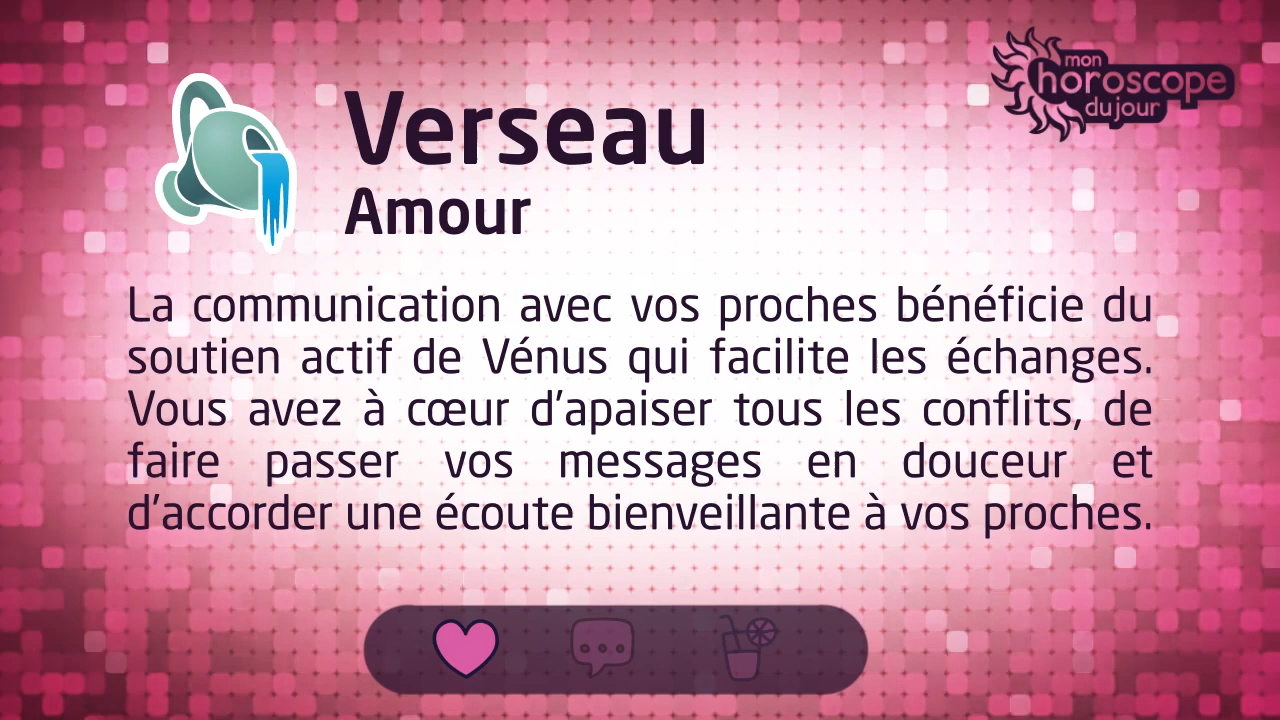 mon
horoscope
du jour
Verseau
Amour
La communication avec vos proches bénéficie du
soutien actif de Vénus qui facilite les échanges.
Vous avez à cœur d'apaiser tous les conflits, de
faire passer vos messages en douceur et
d'accorder une écoute bienveillante à vos proches.